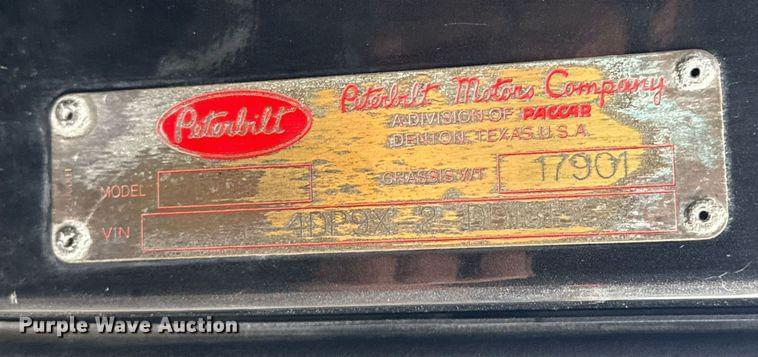 Peterbilt
Peterbilt Motors Company
A DIVISION OF PACCAR
DENTON, TEXAS U.S.A.
MODEL
CHASSIS WT 17901
VIN
Purple Wave Auction